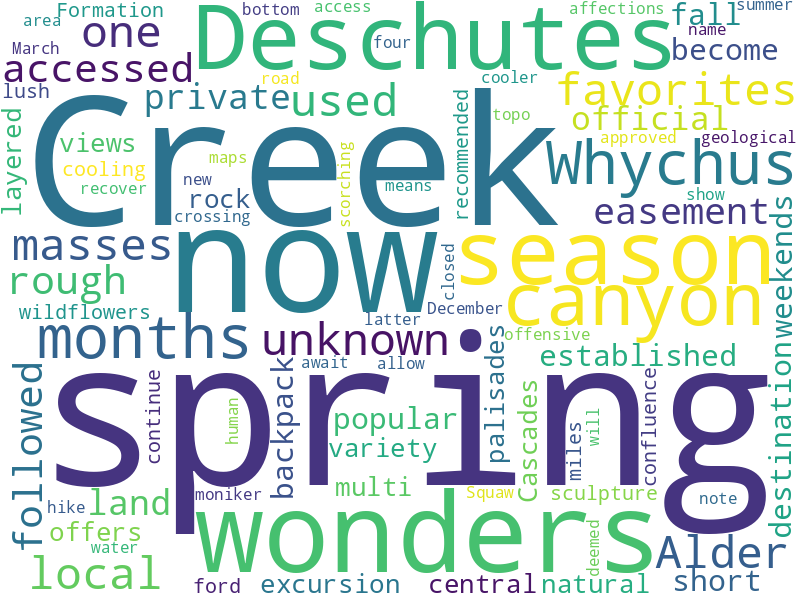 area Formation bottom access affections summer
one Deschutes four fall name
March accessed road cooler become
lush private used favorites
layered views topo official
cooling maps scorching recommended approved geological
recover new means Whychus show
rock Creek
crossing easement
masses now season weekends
rough closed canyon
wildflowers December
months unknown latter palisades offensive
await allow established
followed continue backpack spring Cascades miles confluence destination
human popular will
variety
multi Squaw sculpture note
hike land moniker
offers wonders deemed
water Alder
local ford excursion central natural short